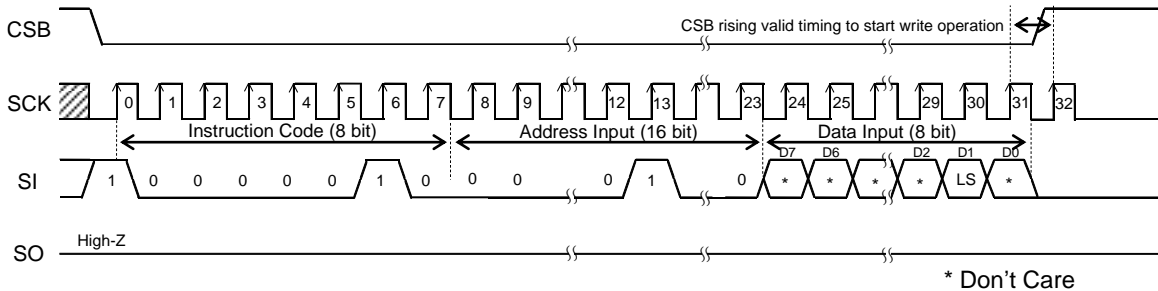 CSB
CSB rising valid timing to start write operation
SCK
0 1 2 3 4 5 6 7 8 9 12 13 23 24 25 29 30 31 32
Instruction Code (8 bit) Address Input (16 bit) Data Input (8 bit)
D7 D6 D2 D1 D0
SI
1 0 0 0 0 0 1 0 0 0 0 1 0 * * * * LS *
High-Z
SO
* Don't Care